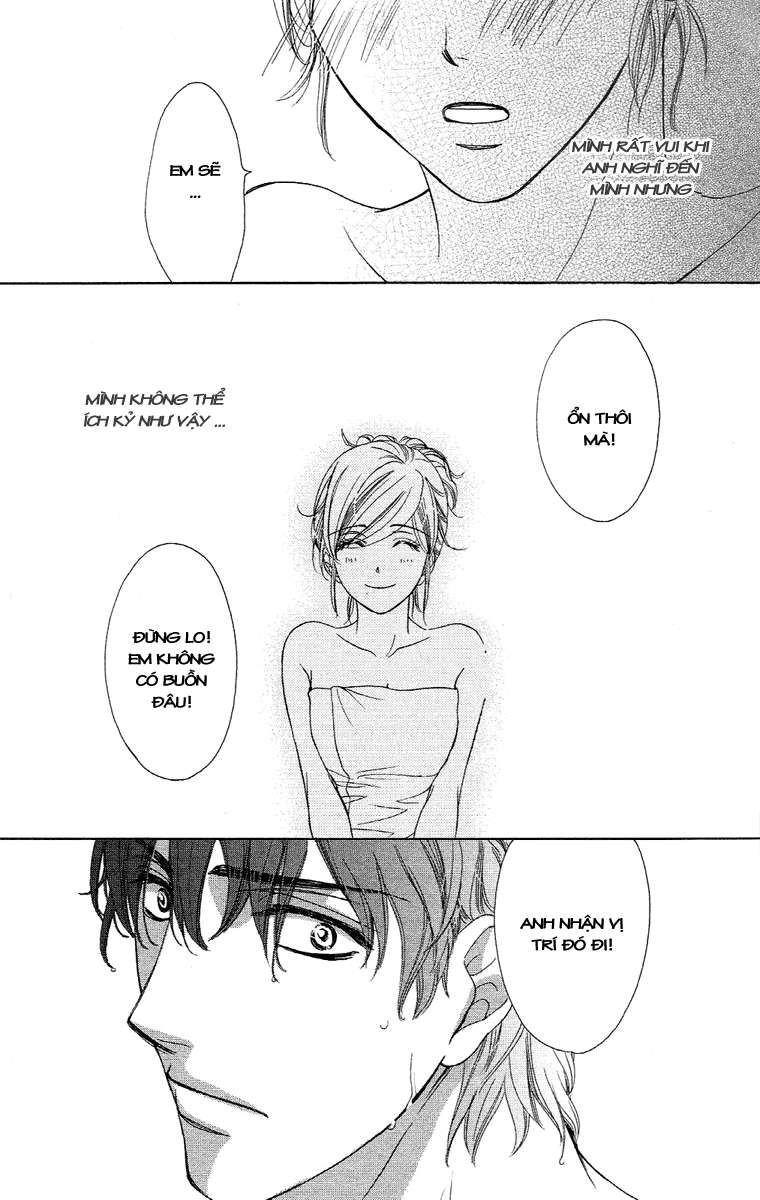 MÌNH RẤT VUI KHI
ANH NGHĨ ĐẾN
MÌNH NHƯNG
EM SẼ
...
ỔN THÔI
MÀ!
MÌNH KHÔNG THỂ
ÍCH KỶ NHƯ VẬY ...
ĐỪNG LO!
EM KHÔNG
CÓ BUỒN
ĐÂU!
ANH NHẬN VỊ
TRÍ ĐÓ ĐI!